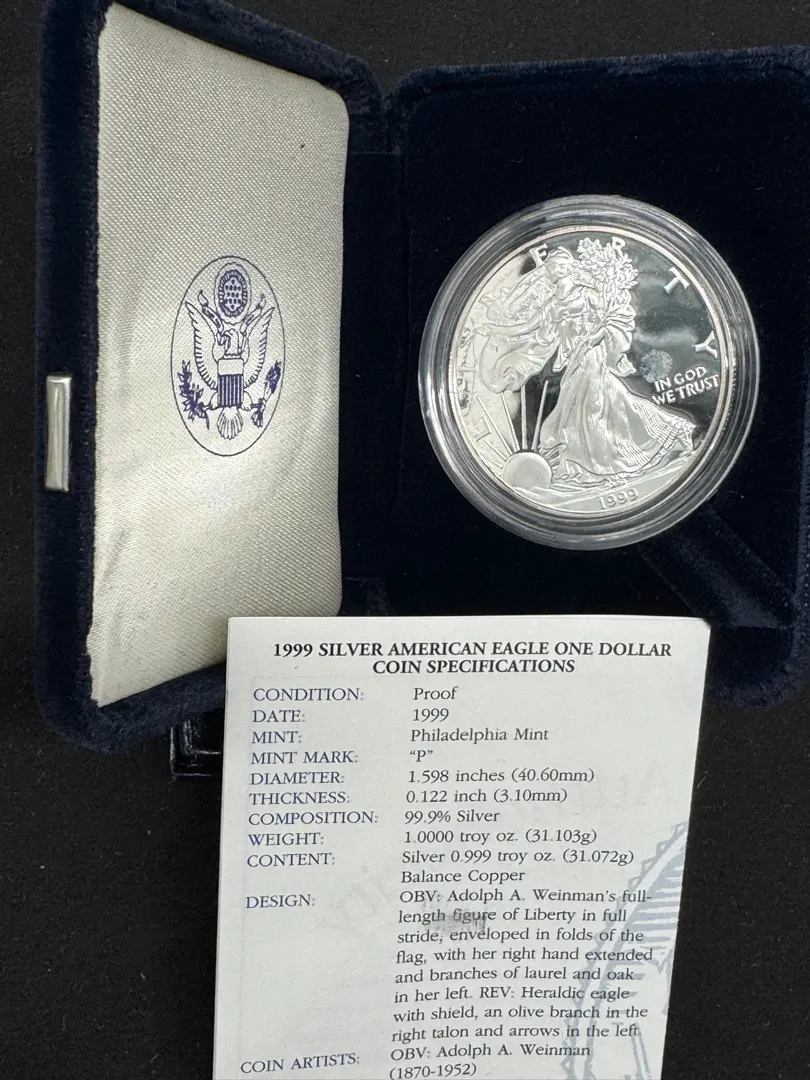 L I B E R T Y
IN GOD
WE TRUST
1999
1999 SILVER AMERICAN EAGLE ONE DOLLAR
COIN SPECIFICATIONS
CONDITION: Proof
DATE: 1999
MINT: Philadelphia Mint
MINT MARK: “P”
DIAMETER: 1.598 inches (40.60mm)
THICKNESS: 0.122 inch (3.10mm)
COMPOSITION: 99.9% Silver
WEIGHT: 1.0000 troy oz. (31.103g)
CONTENT: Silver 0.999 troy oz. (31.072g)
Balance Copper
DESIGN: OBV: Adolph A. Weinman's full-
length figure of Liberty in full
stride, enveloped in folds of the
flag, with her right hand extended
and branches of laurel and oak
in her left. REV: Heraldic eagle
with shield, an olive branch in the
right talon and arrows in the left.
COIN ARTISTS: OBV: Adolph A. Weinman
(1870-1952)